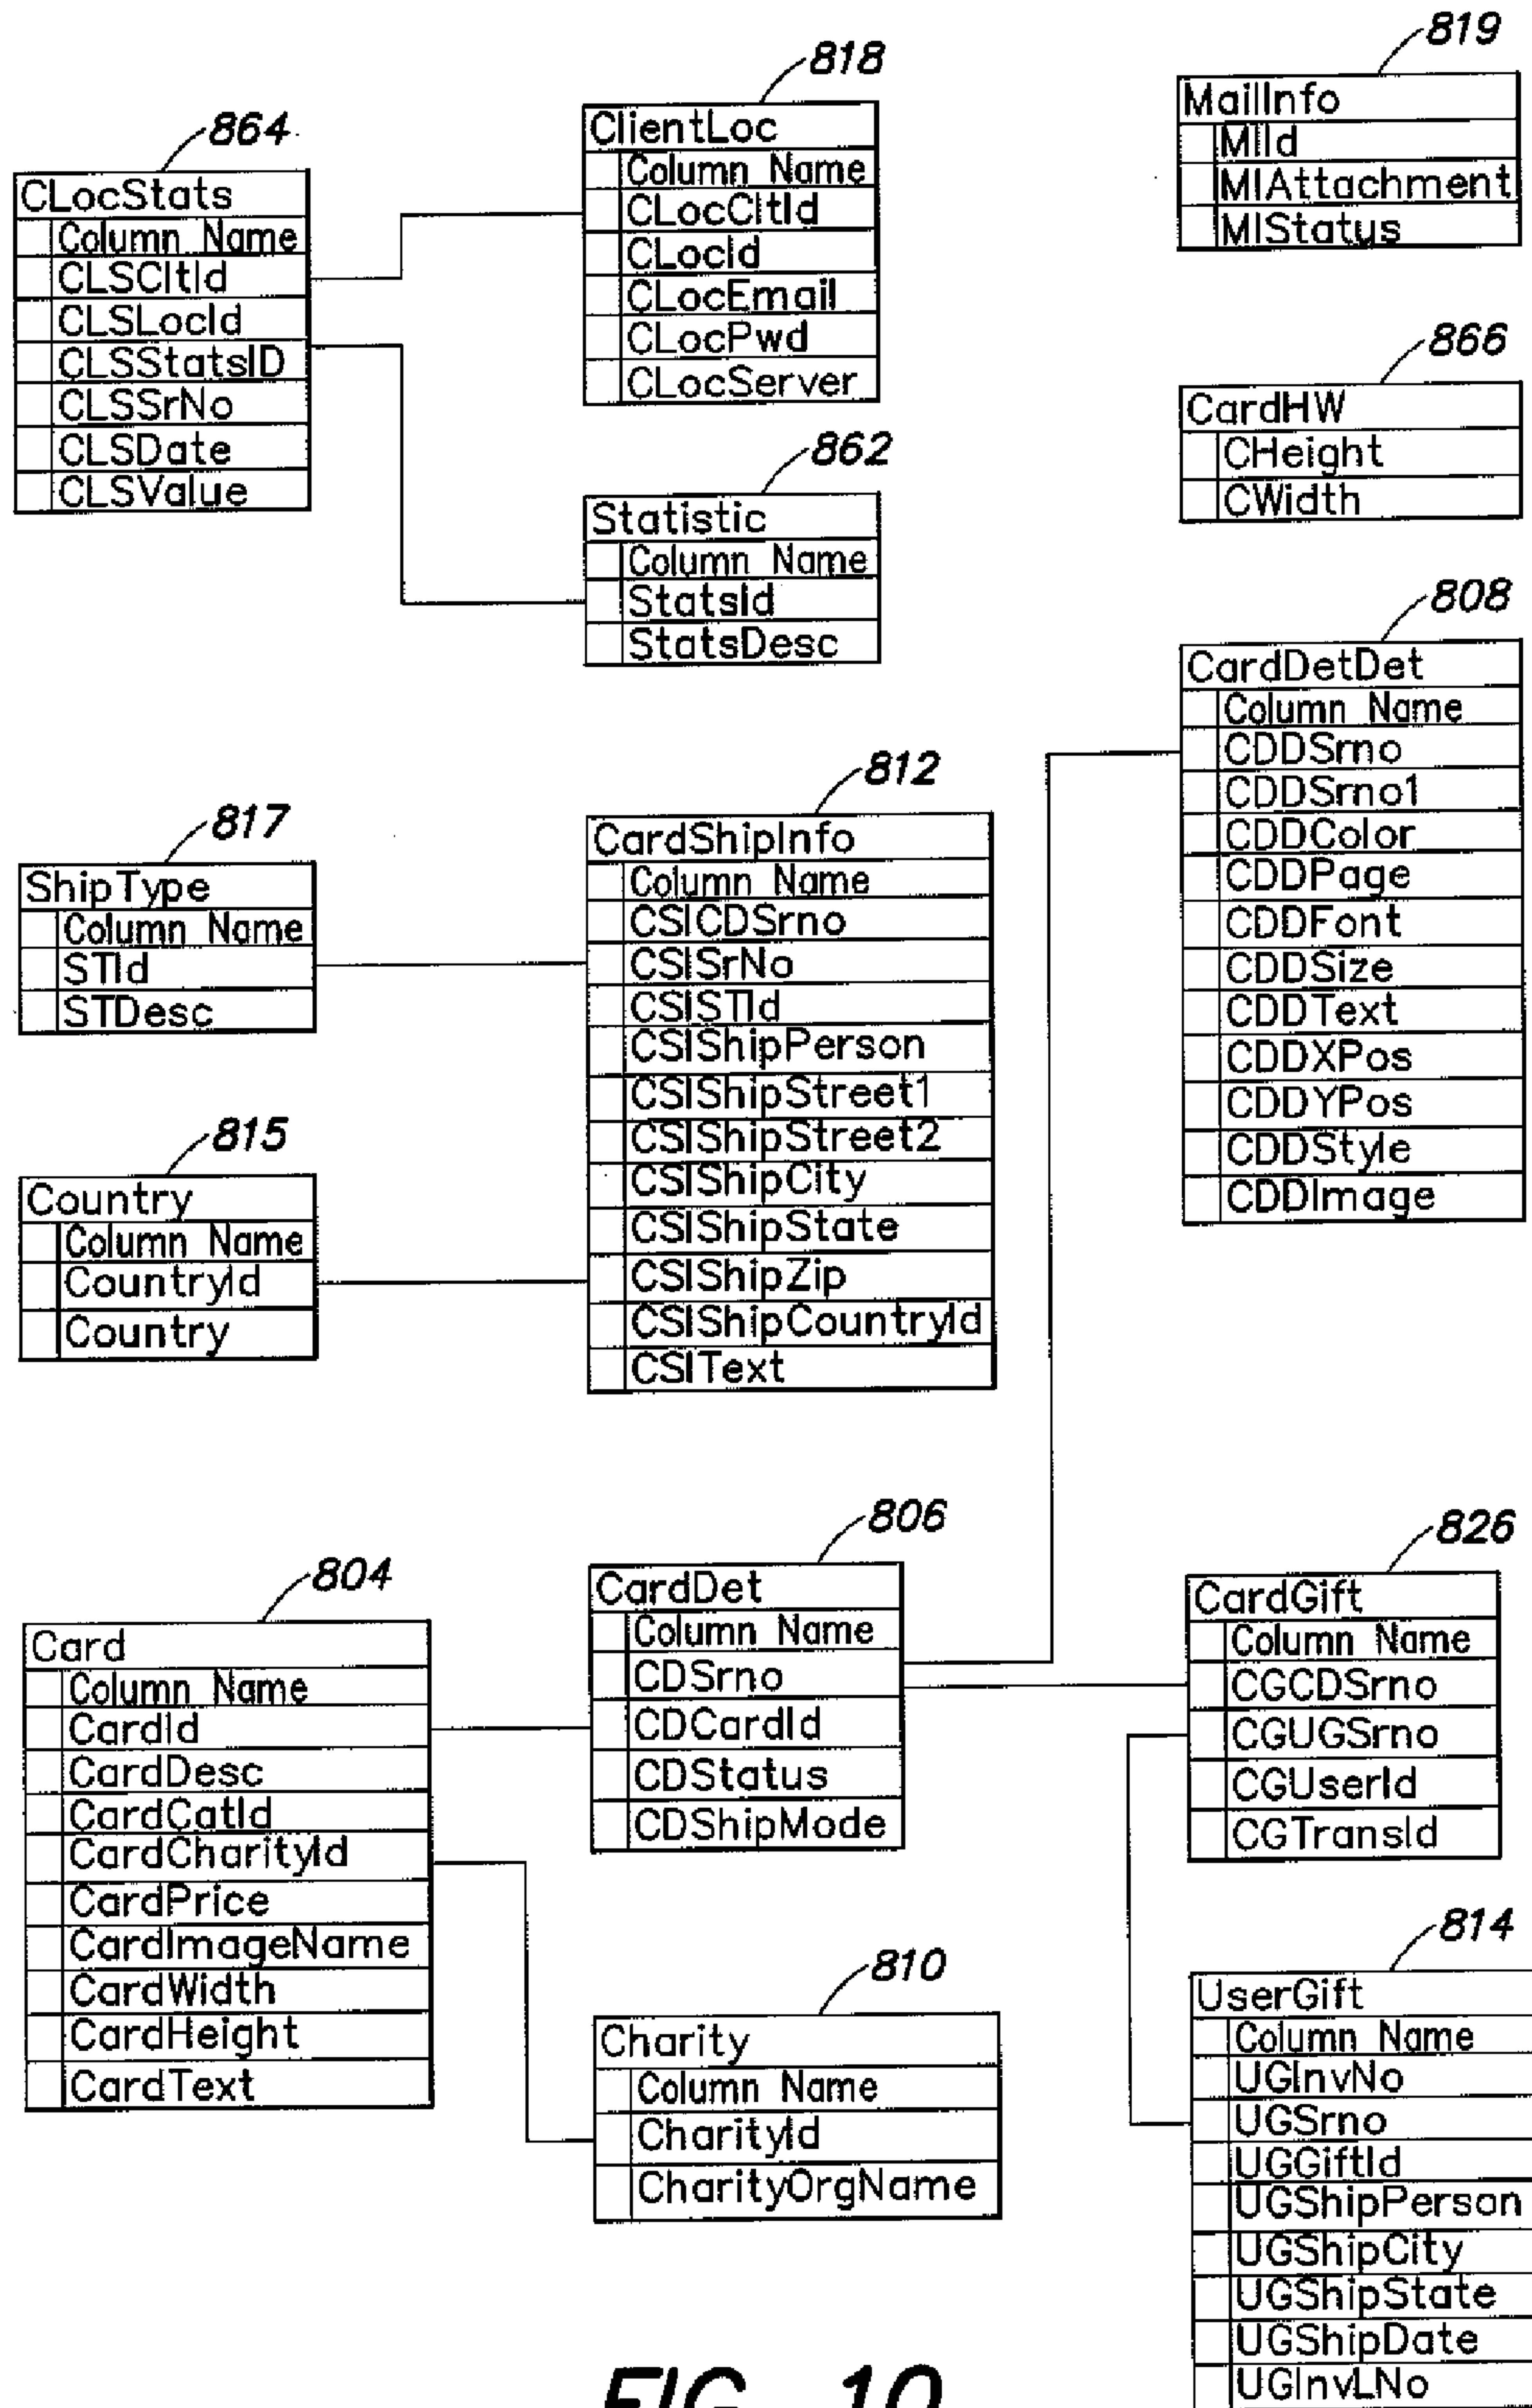 864
CLocStats
Column Name
CLSCltId
CLSLocId
CLSStatsID
CLSSrNo
CLSDate
CLSValue
818
ClientLoc
Column Name
CLocCltId
CLocId
CLocEmail
CLocPwd
CLocServer
819
MailInfo
MIId
MIAttachment
MIStatus
862
Statistic
Column Name
StatsId
StatsDesc
866
CardHW
CHeight
CWidth
808
CardDetDet
Column Name
CDDSrno
CDDSrno1
CDDColor
CDDPage
CDDFont
CDDSize
CDDText
CDDXPos
CDDYPos
CDDStyle
CDDImage
817
ShipType
Column Name
STId
STDesc
812
CardShipInfo
Column Name
CSICDSrno
CSISrNo
CSISTId
CSIShipPerson
CSIShipStreet1
CSIShipStreet2
CSIShipCity
CSIShipState
CSIShipZip
CSIShipCountryId
CSIText
815
Country
Column Name
CountryId
Country
804
Card
Column Name
CardId
CardDesc
CardCatId
CardCharityId
CardPrice
CardImageName
CardWidth
CardHeight
CardText
806
CardDet
Column Name
CDSrno
CDCardId
CDStatus
CDShipMode
826
CardGift
Column Name
CGCDSrno
CGUGSrno
CGUserId
CGTransId
810
Charity
Column Name
CharityId
CharityOrgName
814
UserGift
Column Name
UGInvNo
UGSrno
UGGiftId
UGShipPerson
UGShipCity
UGShipState
UGShipDate
UGInvLNo
FIG. 10